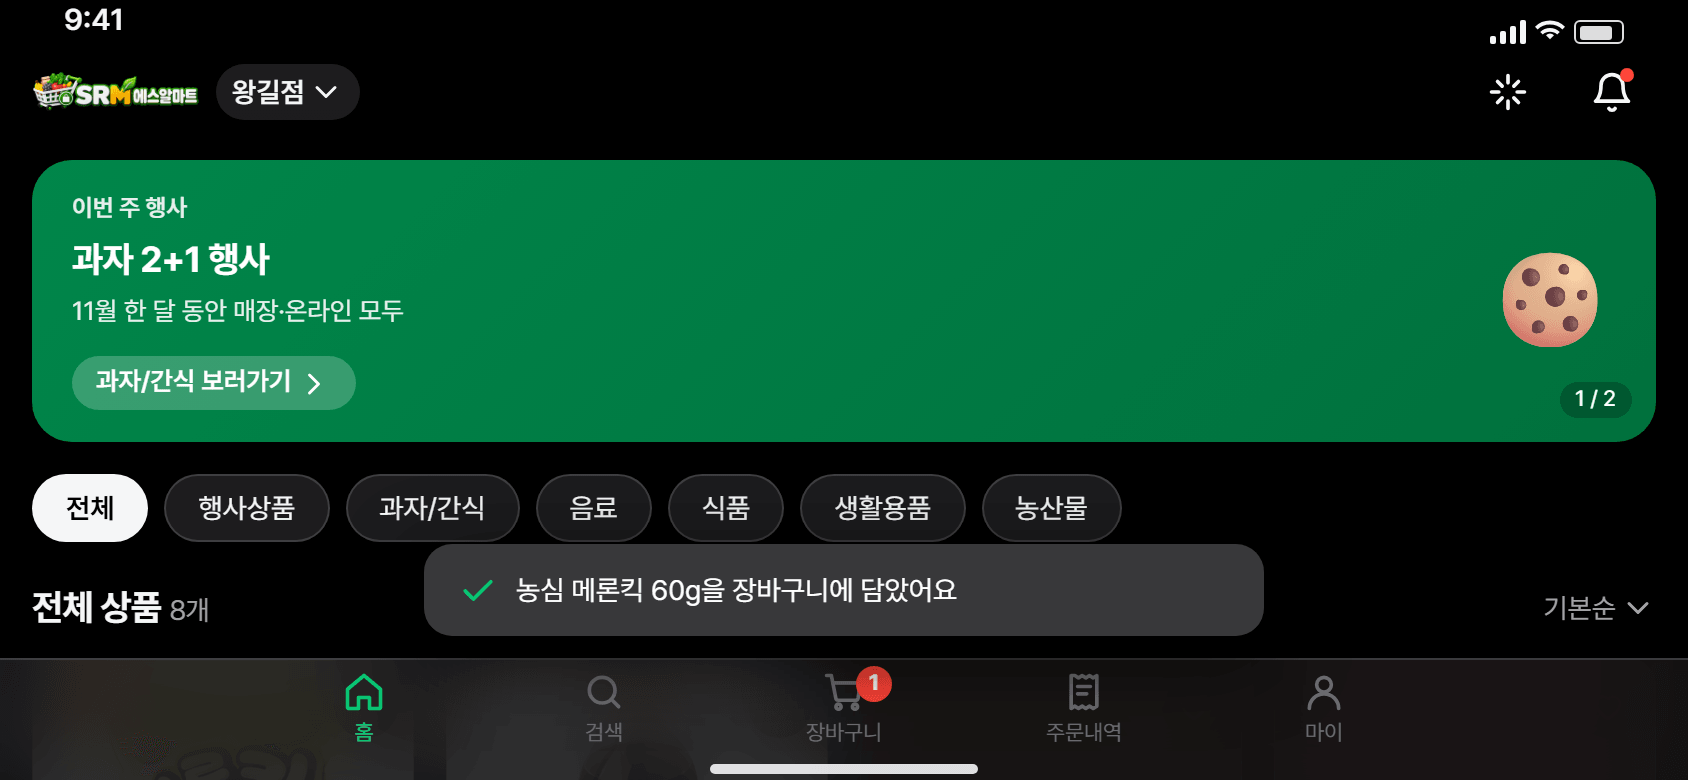 9:41
SRM에스알마트
왕길점
이번 주 행사
과자 2+1 행사
11월 한 달 동안 매장·온라인 모두
과자/간식 보러가기
1 / 2
전체
행사상품
과자/간식
음료
식품
생활용품
농산물
농심 메론킥 60g을 장바구니에 담았어요
전체 상품 8개
기본순
1
홈
검색
장바구니
주문내역
마이